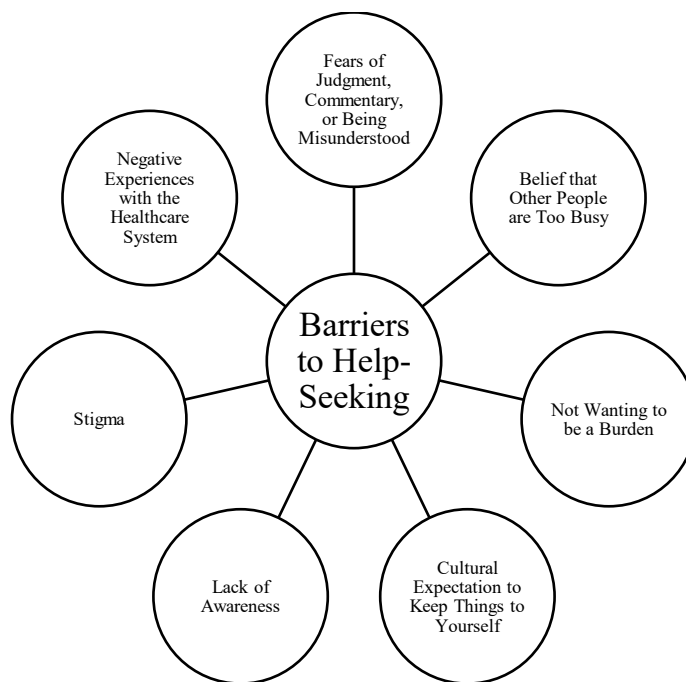 Fears of
Judgment,
Commentary,
or Being
Misunderstood
Belief that
Other People
are Too Busy
Not Wanting to
be a Burden
Cultural
Expectation to
Keep Things to
Yourself
Lack of
Awareness
Stigma
Negative
Experiences
with the
Healthcare
System
Barriers
to Help-
Seeking